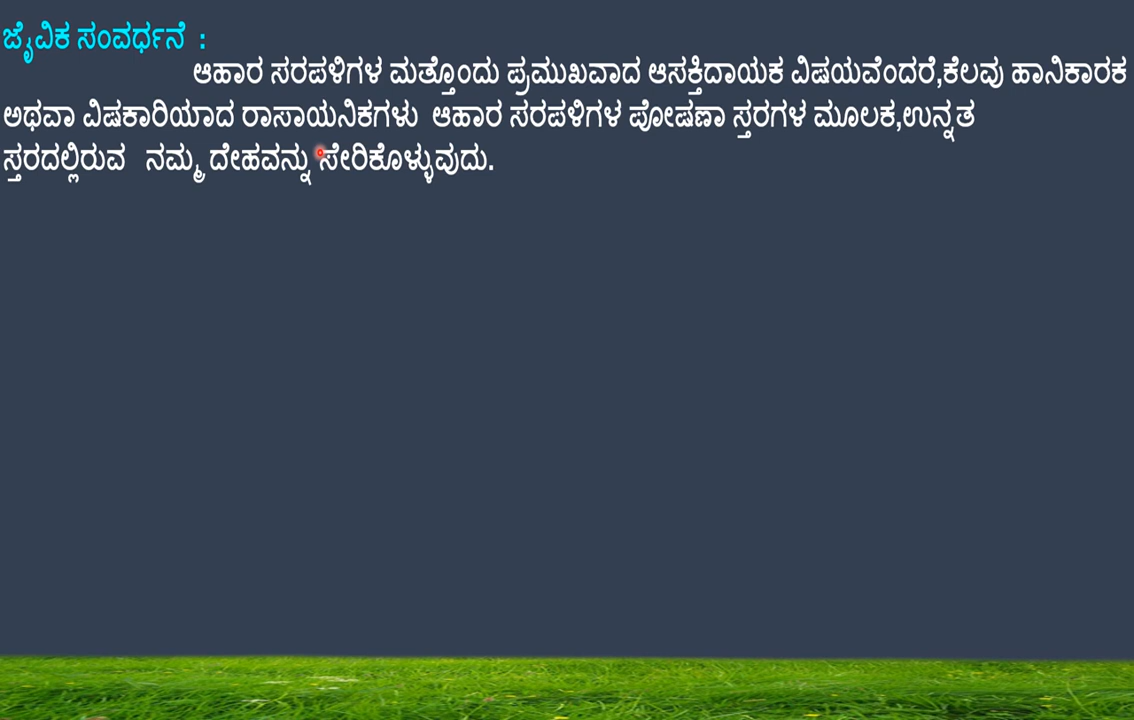 ಜೈವಿಕ ಸಂವರ್ಧನೆ :
ಆಹಾರ ಸರಪಳಿಗಳ ಮತ್ತೊಂದು ಪ್ರಮುಖವಾದ ಆಸಕ್ತಿದಾಯಕ ವಿಷಯವೆಂದರೆ,ಕೆಲವು ಹಾನಿಕಾರಕ
ಅಥವಾ ವಿಷಕಾರಿಯಾದ ರಾಸಾಯನಿಕಗಳು ಆಹಾರ ಸರಪಳಿಗಳ ಪೋಷಣಾ ಸ್ತರಗಳ ಮೂಲಕ,ಉನ್ನತ
ಸ್ತರದಲ್ಲಿರುವ ನಮ್ಮ ದೇಹವನ್ನು ಸೇರಿಕೊಳ್ಳುವುದು.